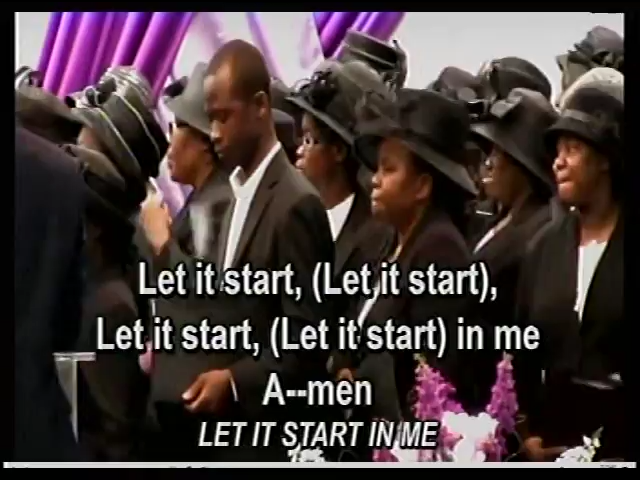 Let it start, (Let it start),
Let it start, (Let it start) in me
A--men
LET IT START IN ME